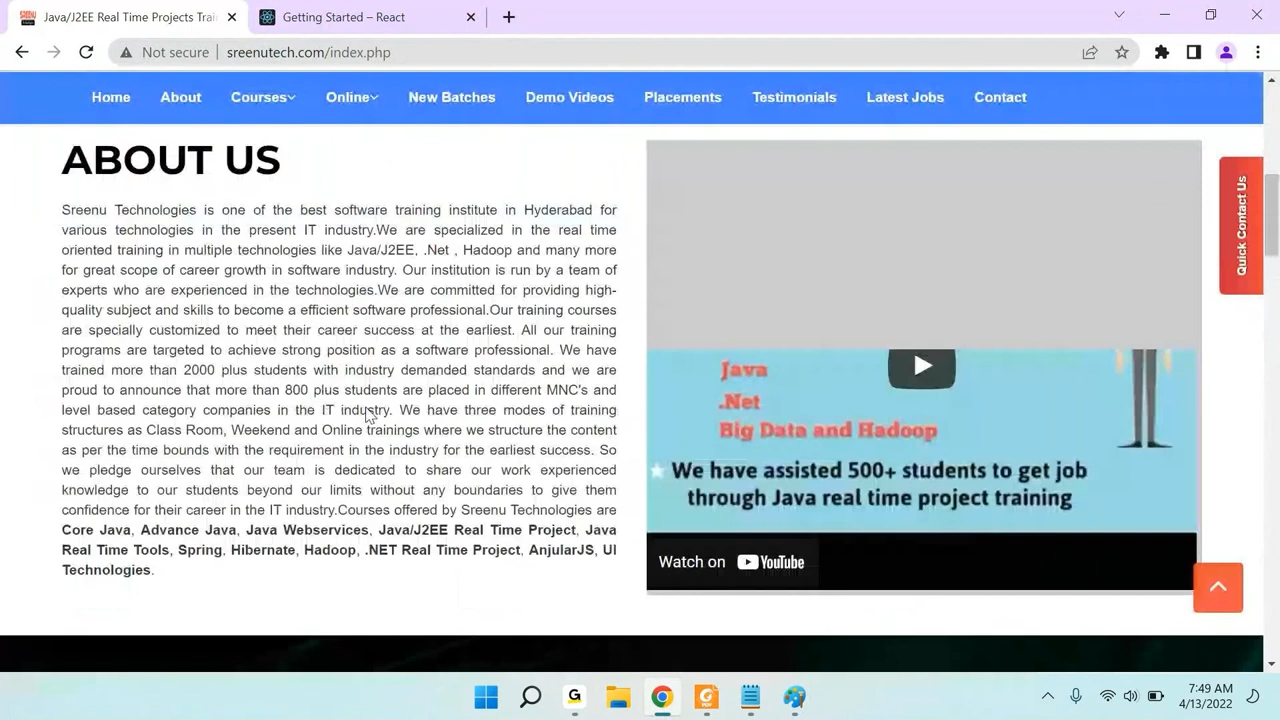 Java/J2EE Real Time Projects Trai
Getting Started – React
Not secure
sreenutech.com/index.php
Home About Courses Online New Batches Demo Videos Placements Testimonials Latest Jobs Contact
ABOUT US
Sreenu Technologies is one of the best software training institute in Hyderabad for
various technologies in the present IT industry.We are specialized in the real time
oriented training in multiple technologies like Java/J2EE, .Net , Hadoop and many more
for great scope of career growth in software industry. Our institution is run by a team of
experts who are experienced in the technologies.We are committed for providing high-
quality subject and skills to become a efficient software professional.Our training courses
are specially customized to meet their career success at the earliest. All our training
programs are targeted to achieve strong position as a software professional. We have
trained more than 2000 plus students with industry demanded standards and we are
proud to announce that more than 800 plus students are placed in different MNC's and
level based category companies in the IT industry. We have three modes of training
structures as Class Room, Weekend and Online trainings where we structure the content
as per the time bounds with the requirement in the industry for the earliest success. So
we pledge ourselves that our team is dedicated to share our work experienced
knowledge to our students beyond our limits without any boundaries to give them
confidence for their career in the IT industry.Courses offered by Sreenu Technologies are
Core Java, Advance Java, Java Webservices, Java/J2EE Real Time Project, Java
Real Time Tools, Spring, Hibernate, Hadoop, .NET Real Time Project, AnjularJS, UI
Technologies.
Java
.Net
Big Data and Hadoop
We have assisted 500+ students to get job
through Java real time project training
Watch on YouTube
Quick Contact Us
7:49 AM
4/13/2022